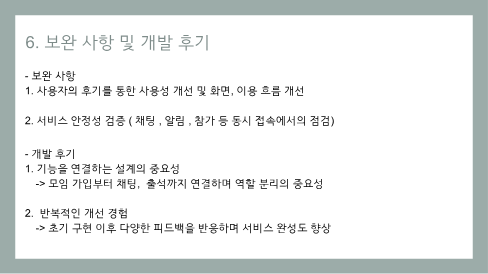 6. 보완 사항 및 개발 후기
- 보완 사항
1. 사용자의 후기를 통한 사용성 개선 및 화면, 이용 흐름 개선
2. 서비스 안정성 검증 ( 채팅 , 알림 , 참가 등 동시 접속에서의 점검)
- 개발 후기
1. 기능을 연결하는 설계의 중요성
-> 모임 가입부터 채팅, 출석까지 연결하며 역할 분리의 중요성
2. 반복적인 개선 경험
-> 초기 구현 이후 다양한 피드백을 반용하며 서비스 완성도 향상